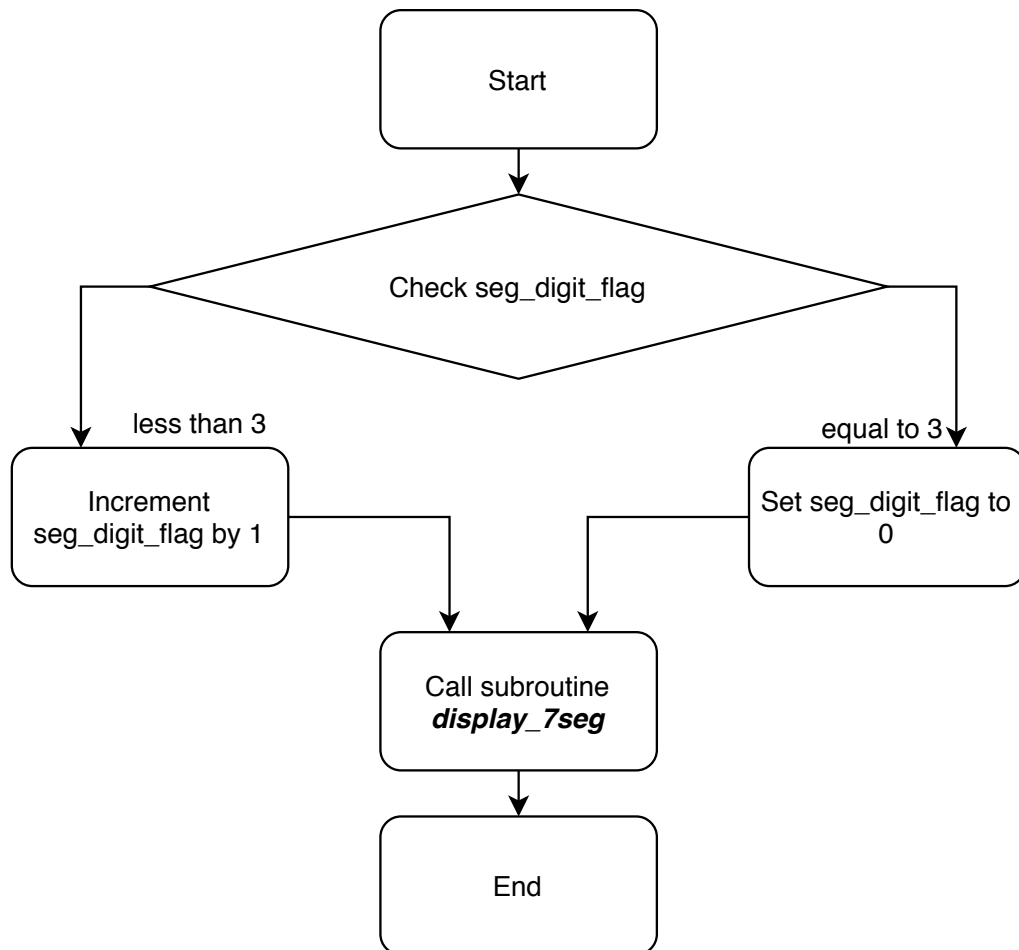 Start
Check seg_digit_flag
less than 3
equal to 3
Increment
seg_digit_flag by 1
Set seg_digit_flag to
0
Call subroutine
display_7seg
End